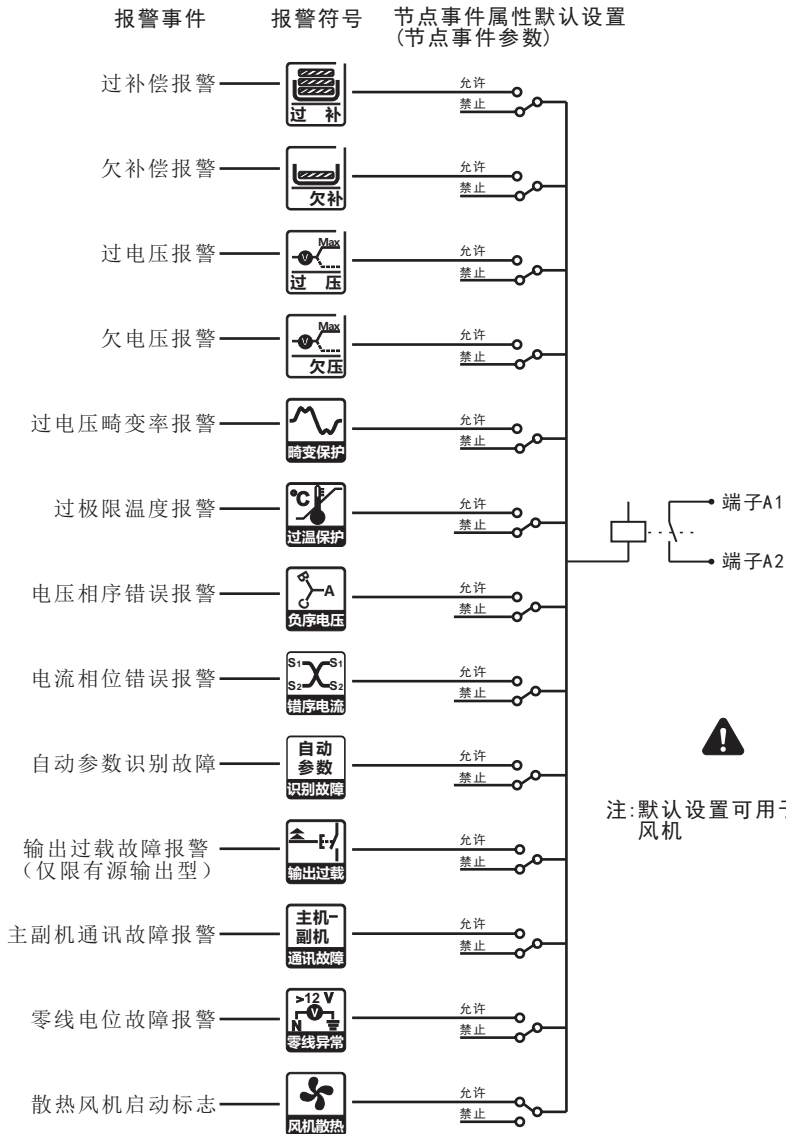 报警事件 报警符号 节点事件属性默认设置
(节点事件参数)
过补偿报警 过 补 允许
禁止
欠补偿报警 欠补 允许
禁止
过电压报警 V Max 过 压 允许
禁止
欠电压报警 V Max 欠压 允许
禁止
过电压畸变率报警 畸变保护 允许
禁止
过极限温度报警 °C 过温保护 允许
禁止
端子A1
端子A2
电压相序错误报警 B A C 负序电压 允许
禁止
电流相位错误报警 S1 S1 S2 S2 错序电流 允许
禁止
自动参数识别故障 自动 参数 识别故障 允许
禁止
注:默认设置可用于
风机
输出过载故障报警
(仅限有源输出型) 输出过载 允许
禁止
主副机通讯故障报警 主机- 副机 通讯故障 允许
禁止
零线电位故障报警 >12 V V N 零线异常 允许
禁止
散热风机启动标志 风机散热 允许
禁止